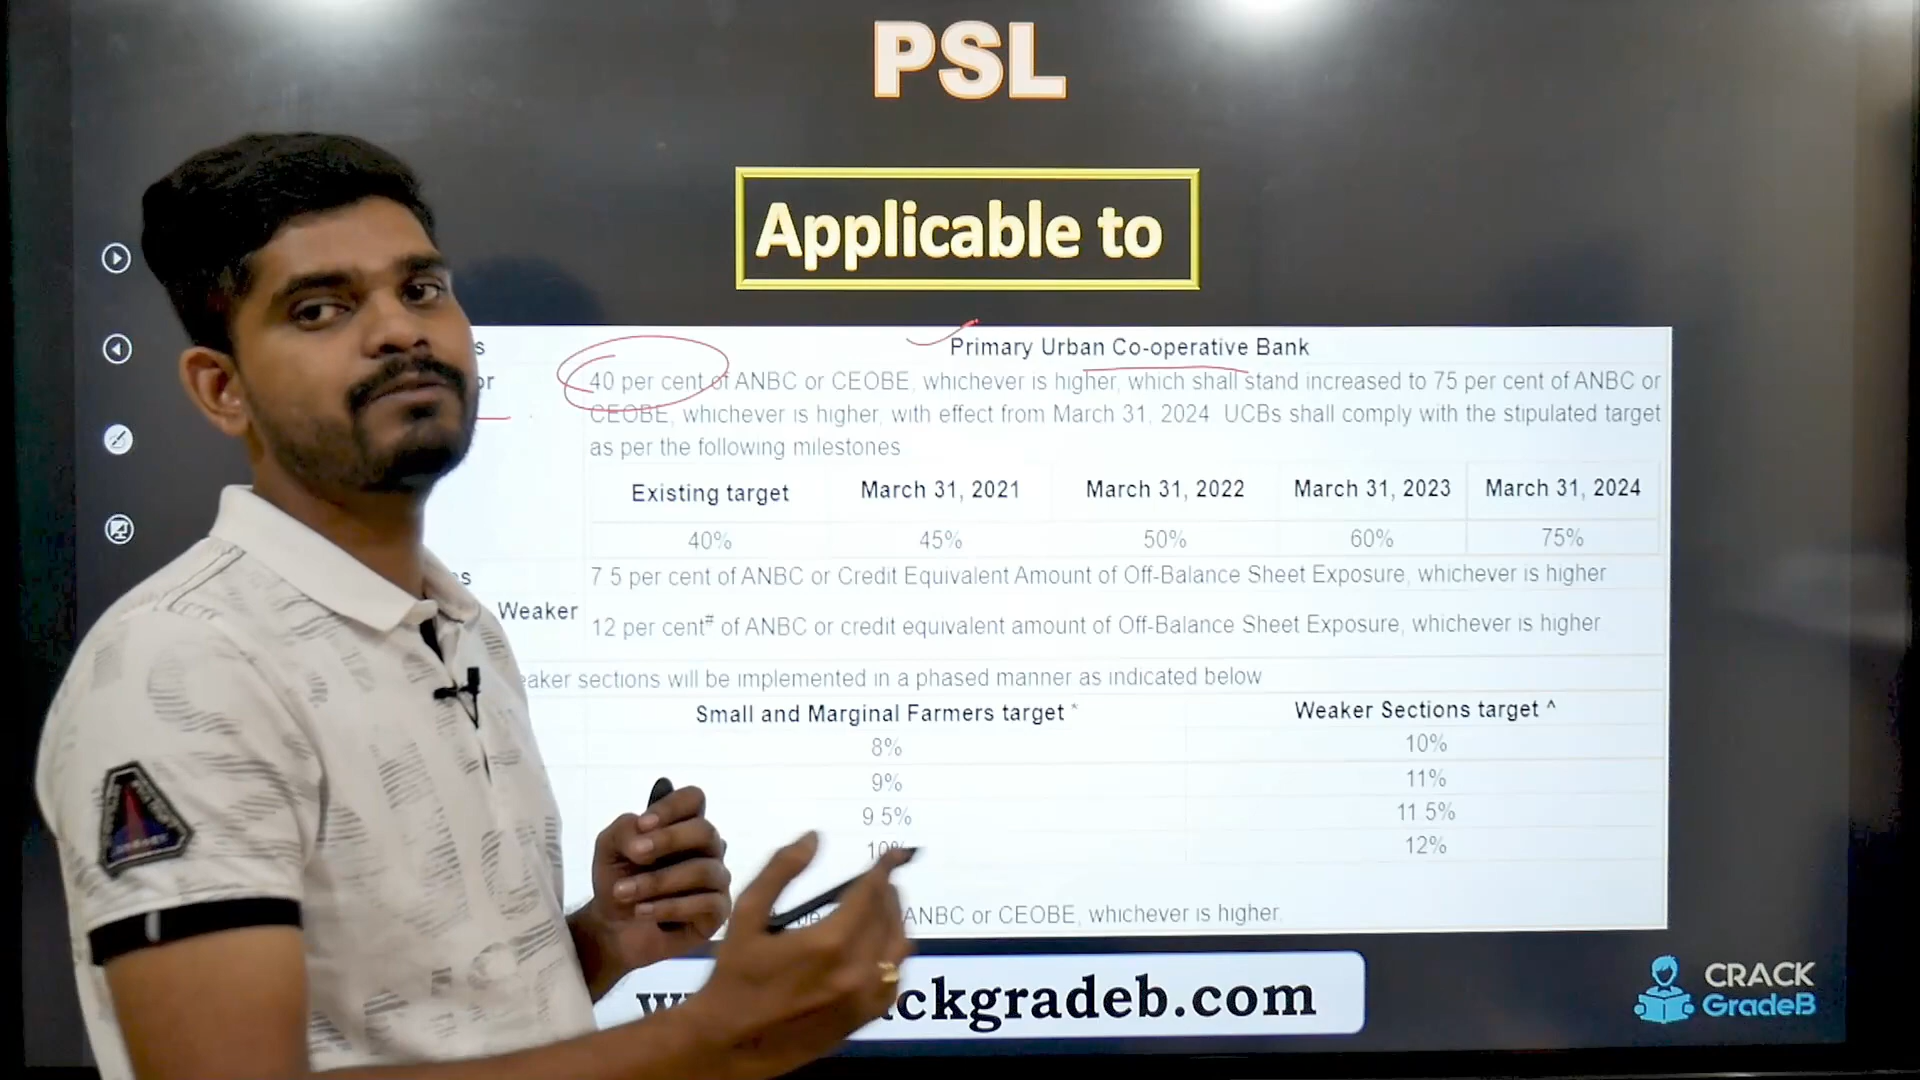 PSL
Applicable to
Primary Urban Co-operative Bank
40 per cent of ANBC or CEOBE, whichever is higher, which shall stand increased to 75 per cent of ANBC or
CEOBE, whichever is higher, with effect from March 31, 2024 UCBs shall comply with the stipulated target
as per the following milestones
Existing target March 31, 2021 March 31, 2022 March 31, 2023 March 31, 2024
40% 45% 50% 60% 75%
7 5 per cent of ANBC or Credit Equivalent Amount of Off-Balance Sheet Exposure, whichever is higher
Weaker
12 per cent# of ANBC or credit equivalent amount of Off-Balance Sheet Exposure, whichever is higher
sections will be implemented in a phased manner as indicated below
Small and Marginal Farmers target * Weaker Sections target ^
8% 10%
9% 11%
9 5% 11 5%
10% 12%
ANBC or CEOBE, whichever is higher.
ckgradeb.com
CRACK
GradeB